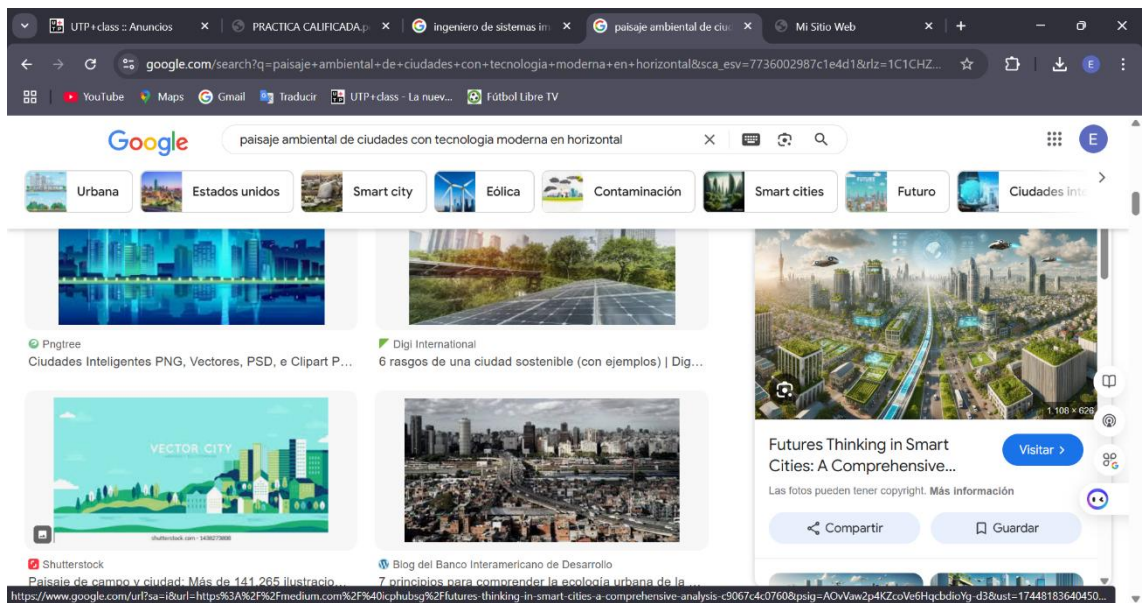 UTP+class :: Anuncios
PRACTICA CALIFICADA.p
ingeniero de sistemas im
paisaje ambiental de ciud
Mi Sitio Web
google.com/search?q=paisaje+ambiental+de+ciudades+con+tecnologia+moderna+en+horizontal&sca_esv=7736002987c1e4d1&rlz=1C1CHZ...
E
YouTube
Maps
Gmail
Traducir
UTP+class - La nuev...
Fútbol Libre TV
Google
paisaje ambiental de ciudades con tecnologia moderna en horizontal
E
Urbana
Estados unidos
Smart city
Eólica
Contaminación
Smart cities
Futuro
Ciudades inte
Pngtree
Ciudades Inteligentes PNG, Vectores, PSD, e Clipart P...
Digi International
6 rasgos de una ciudad sostenible (con ejemplos) | Dig...
1.108 × 626
Futures Thinking in Smart
Cities: A Comprehensive...
Visitar >
Las fotos pueden tener copyright. Más información
Compartir
Guardar
VECTOR CITY
shutterstock.com · 1438273808
Shutterstock
Paisaje de campo y ciudad: Más de 141,265 ilustracio...
Blog del Banco Interamericano de Desarrollo
7 principios para comprender la ecología urbana de la ...
https://www.google.com/url?sa=i&url=https%3A%2F%2Fmedium.com%2F%40icphubsg%2Ffutures-thinking-in-smart-cities-a-comprehensive-analysis-c9067c4c0760&psig=AOvVaw2p4KZcoVe6HqcbdioYg-d3&ust=17448183640450...